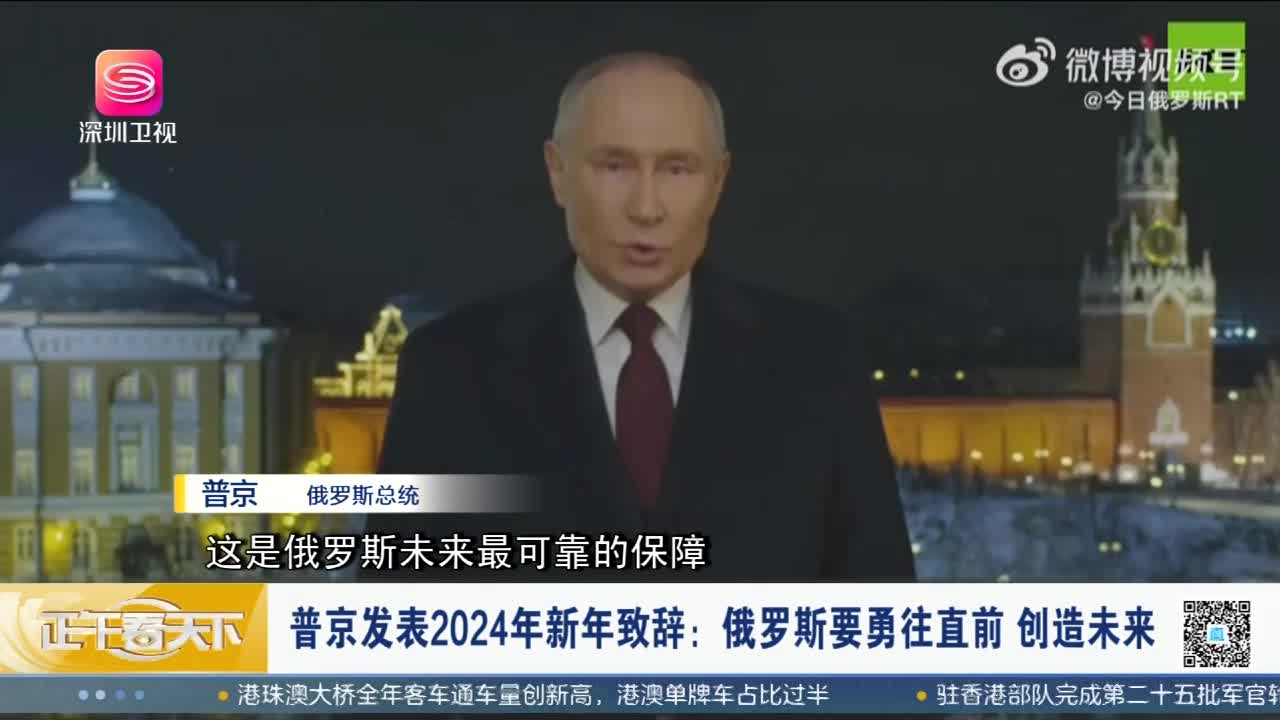 深圳卫视
微博视频号
@今日俄罗斯RT
普京 俄罗斯总统
这是俄罗斯未来最可靠的保障
正午看天下
普京发表2024年新年致辞：俄罗斯要勇往直前 创造未来
港珠澳大桥全年客车通车量创新高，港澳单牌车占比过半
驻香港部队完成第二十五批军官轮